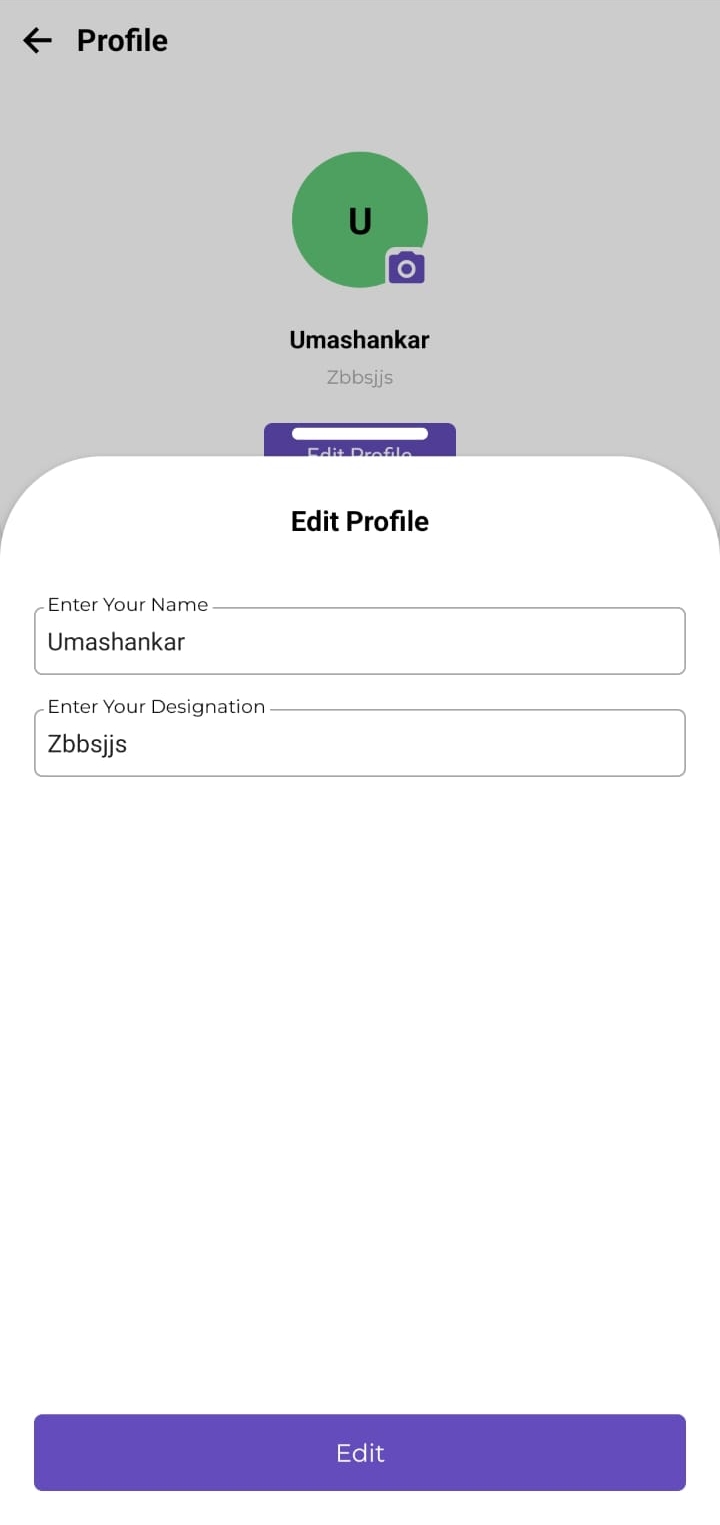 Profile
U
Umashankar
Zbbsjjs
Edit Profile
Edit Profile
Enter Your Name
Umashankar
Enter Your Designation
Zbbsjjs
Edit